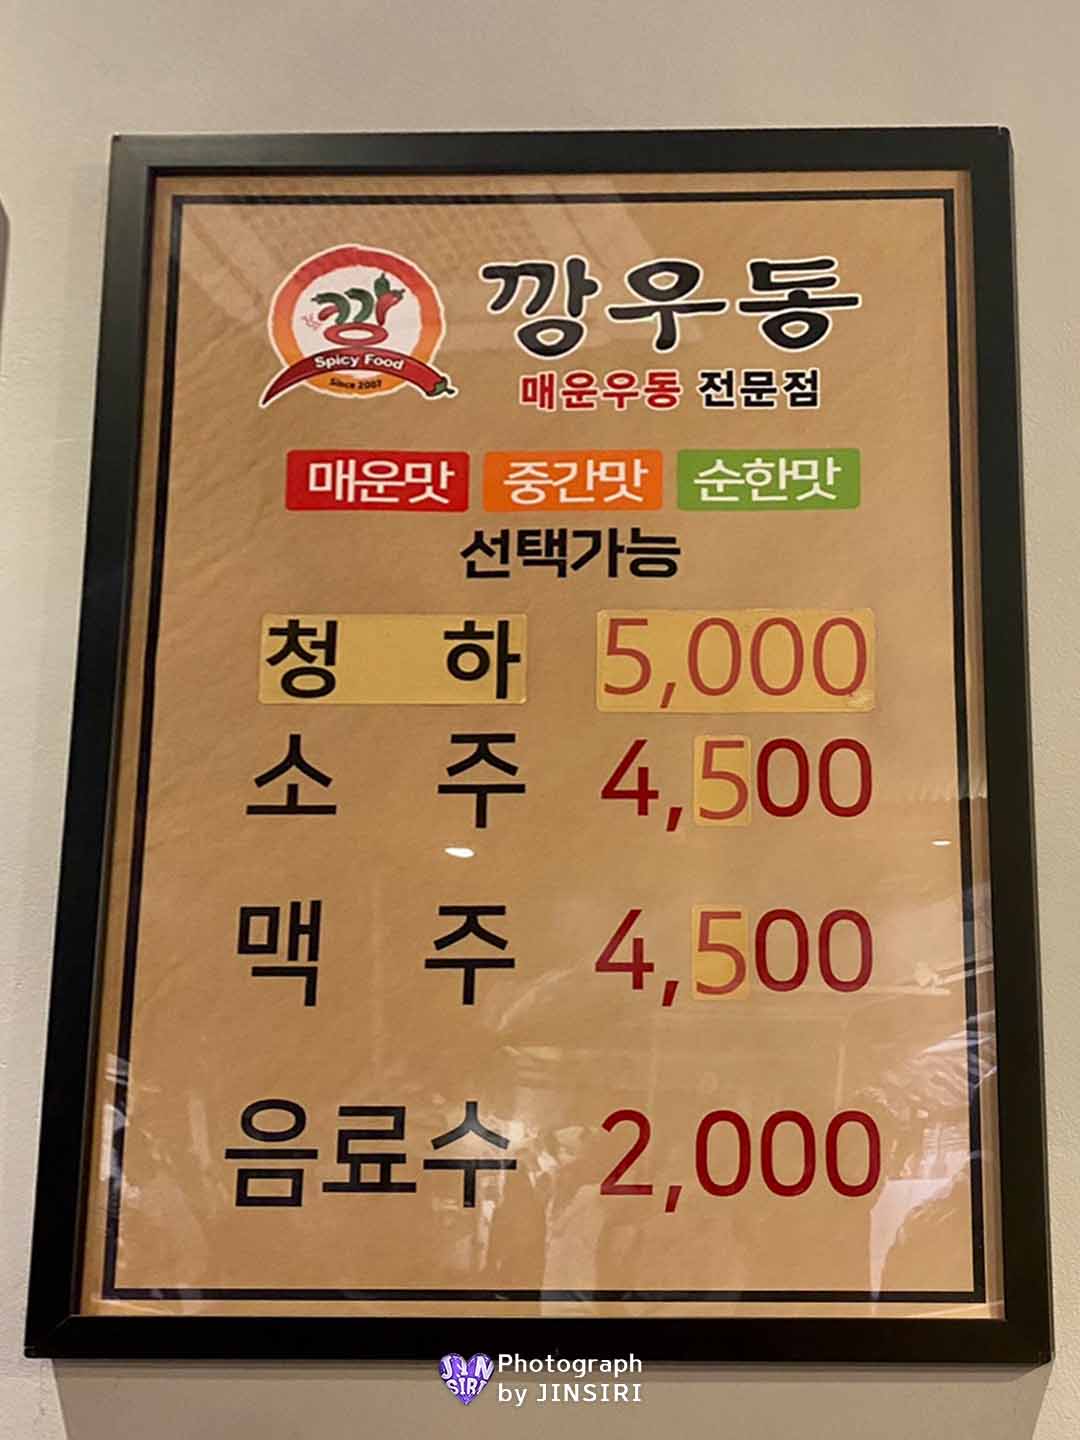 깡
Spicy Food
Since 2007
깡우동
매운우동 전문점
매운맛 중간맛 순한맛
선택가능
청 하 5,000
소 주 4,500
맥 주 4,500
음료수 2,000
JIN
SIRI
Photograph
by JINSIRI